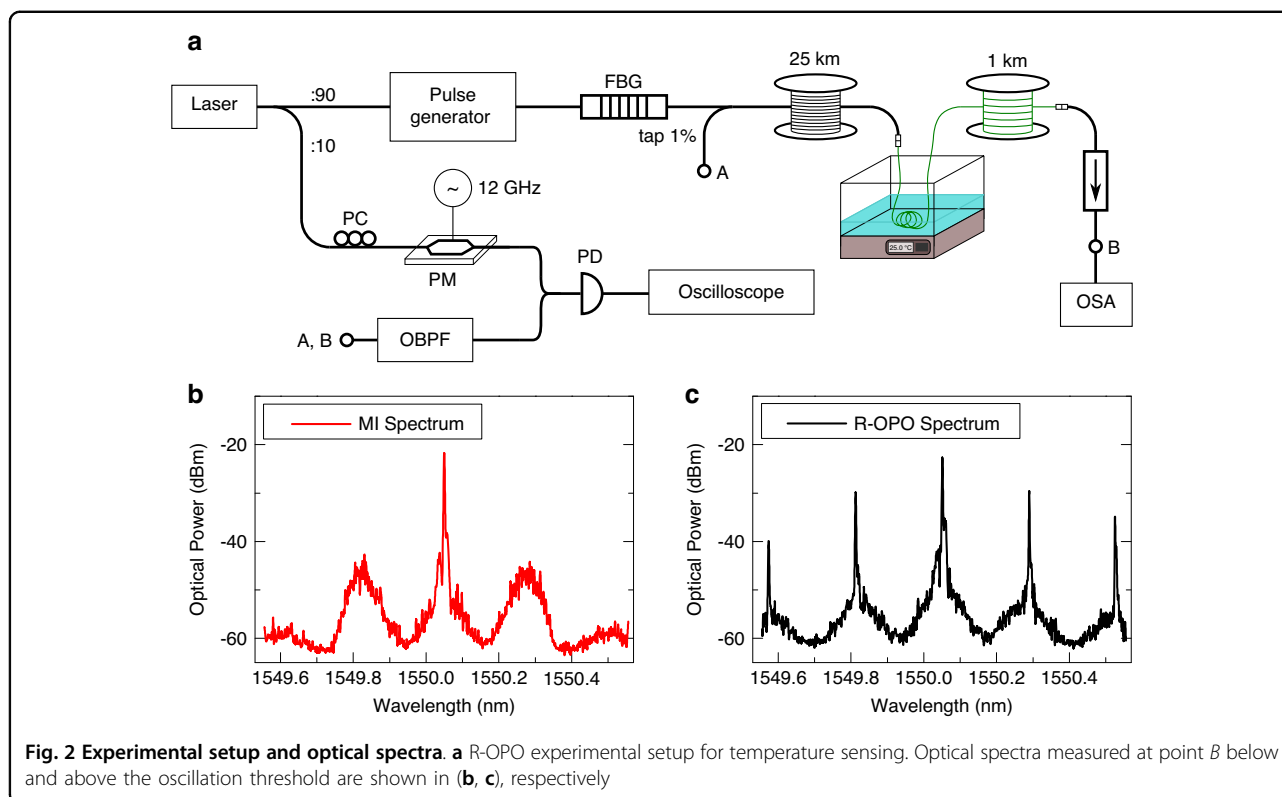 a
Laser
:90
:10
Pulse
generator
FBG
tap 1%
A
25 km
1 km
25.0 °C
B
OSA
PC
~
12 GHz
PM
PD
Oscilloscope
A, B
OBPF
b
MI Spectrum
Optical Power (dBm)
-20
-40
-60
1549.6 1549.8 1550.0 1550.2 1550.4
Wavelength (nm)
c
R-OPO Spectrum
Optical Power (dBm)
-20
-40
-60
1549.6 1549.8 1550.0 1550.2 1550.4
Wavelength (nm)
Fig. 2 Experimental setup and optical spectra. a R-OPO experimental setup for temperature sensing. Optical spectra measured at point B below
and above the oscillation threshold are shown in (b, c), respectively